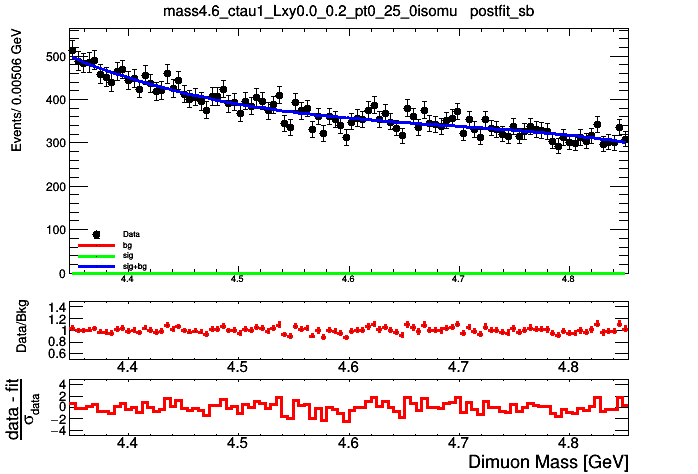 mass4.6_ctau1_Lxy0.0_0.2_pt0_25_0isomu postfit_sb
Events/ 0.00506 GeV
500
400
300
200
100
0
Data
bg
sig
sig+bg
4.4 4.5 4.6 4.7 4.8
Data/Bkg
1.4
1.2
1
0.8
0.6
4.4 4.5 4.6 4.7 4.8
data - fit
σdata
4
2
0
−2
−4
4.4 4.5 4.6 4.7 4.8
Dimuon Mass [GeV]